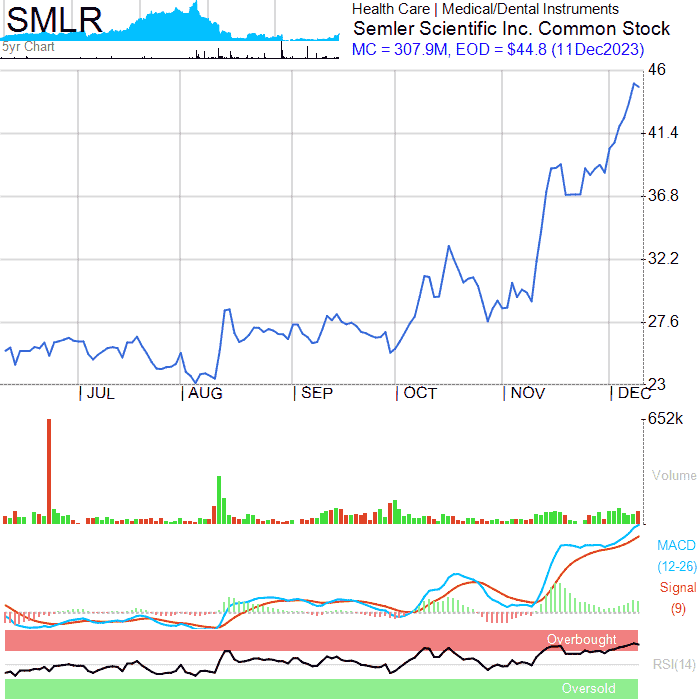 SMLR
5yr Chart
Health Care | Medical/Dental Instruments
Semler Scientific Inc. Common Stock
MC = 307.9M, EOD = $44.8 (11Dec2023)
46
41.4
36.8
32.2
27.6
23
JUL AUG SEP OCT NOV DEC
652k
Volume
MACD
(12-26)
Signal
(9)
Overbought
RSI(14)
Oversold